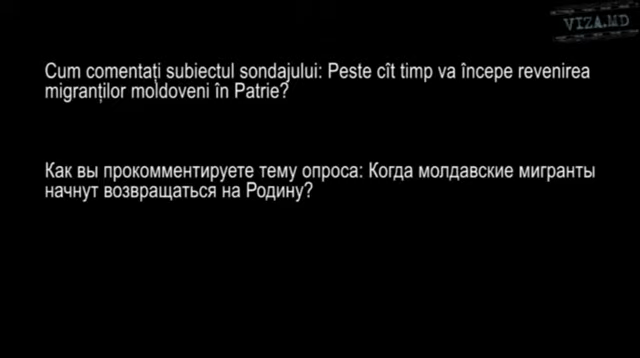 VIZA.MD
Cum comentați subiectul sondajului: Peste cît timp va începe revenirea
migranților moldoveni în Patrie?
Как вы прокомментируете тему опроса: Когда молдавские мигранты
начнут возвращаться на Родину?